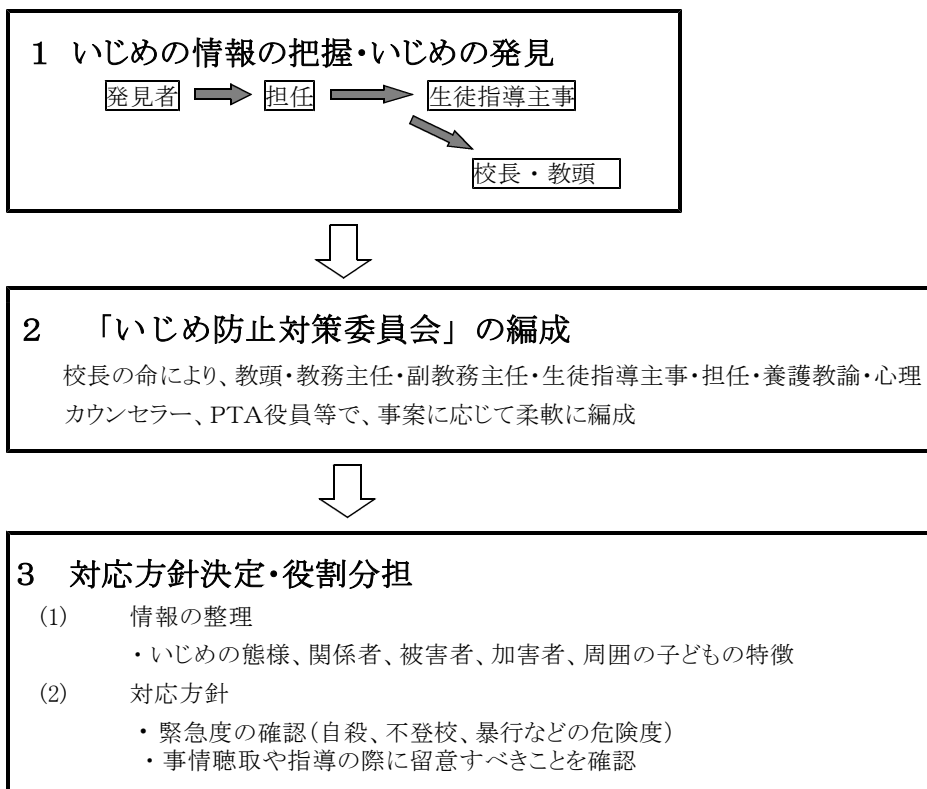 1 いじめの情報の把握・いじめの発見
発見者 担任 生徒指導主事
校長・教頭
2 「いじめ防止対策委員会」の編成
校長の命により、教頭・教務主任・副教務主任・生徒指導主事・担任・養護教諭・心理
カウンセラー、PTA役員等で、事案に応じて柔軟に編成
3 対応方針決定・役割分担
(1) 情報の整理
・いじめの態様、関係者、被害者、加害者、周囲の子どもの特徴
(2) 対応方針
・緊急度の確認(自殺、不登校、暴行などの危険度)
・事情聴取や指導の際に留意すべきことを確認